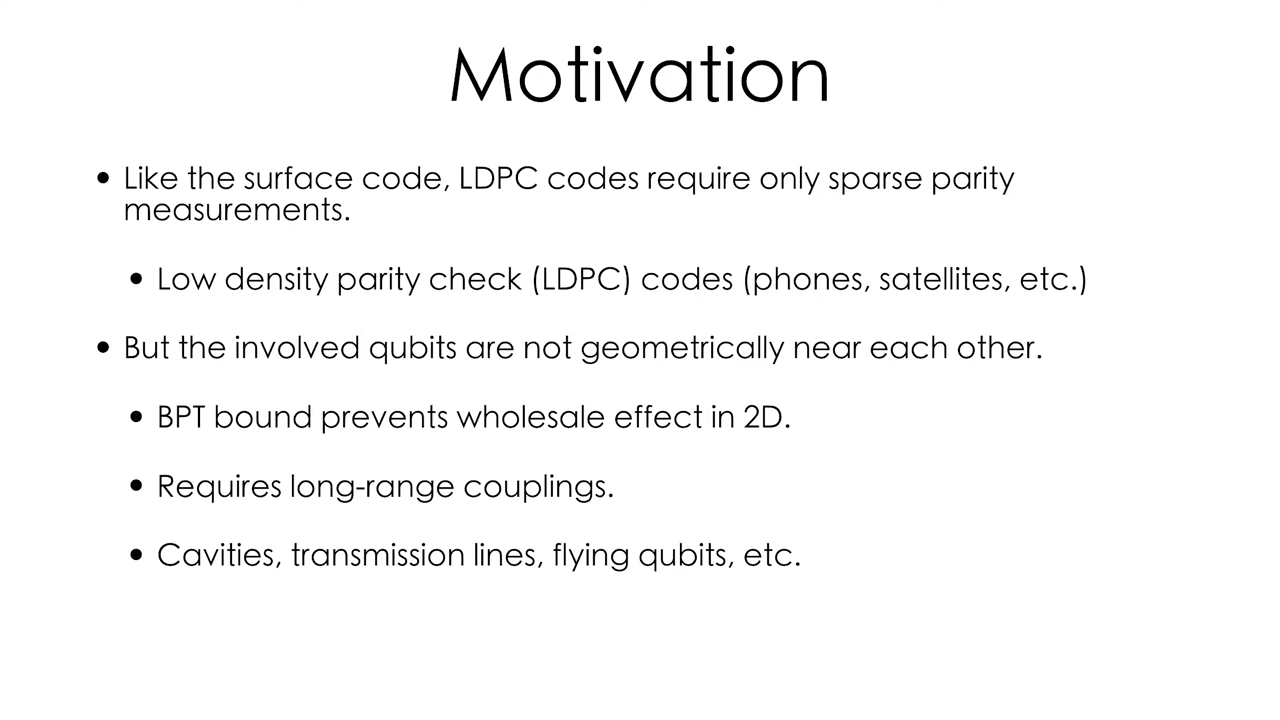 Motivation
• Like the surface code, LDPC codes require only sparse parity
measurements.
• Low density parity check (LDPC) codes (phones, satellites, etc.)
• But the involved qubits are not geometrically near each other.
• BPT bound prevents wholesale effect in 2D.
• Requires long-range couplings.
• Cavities, transmission lines, flying qubits, etc.